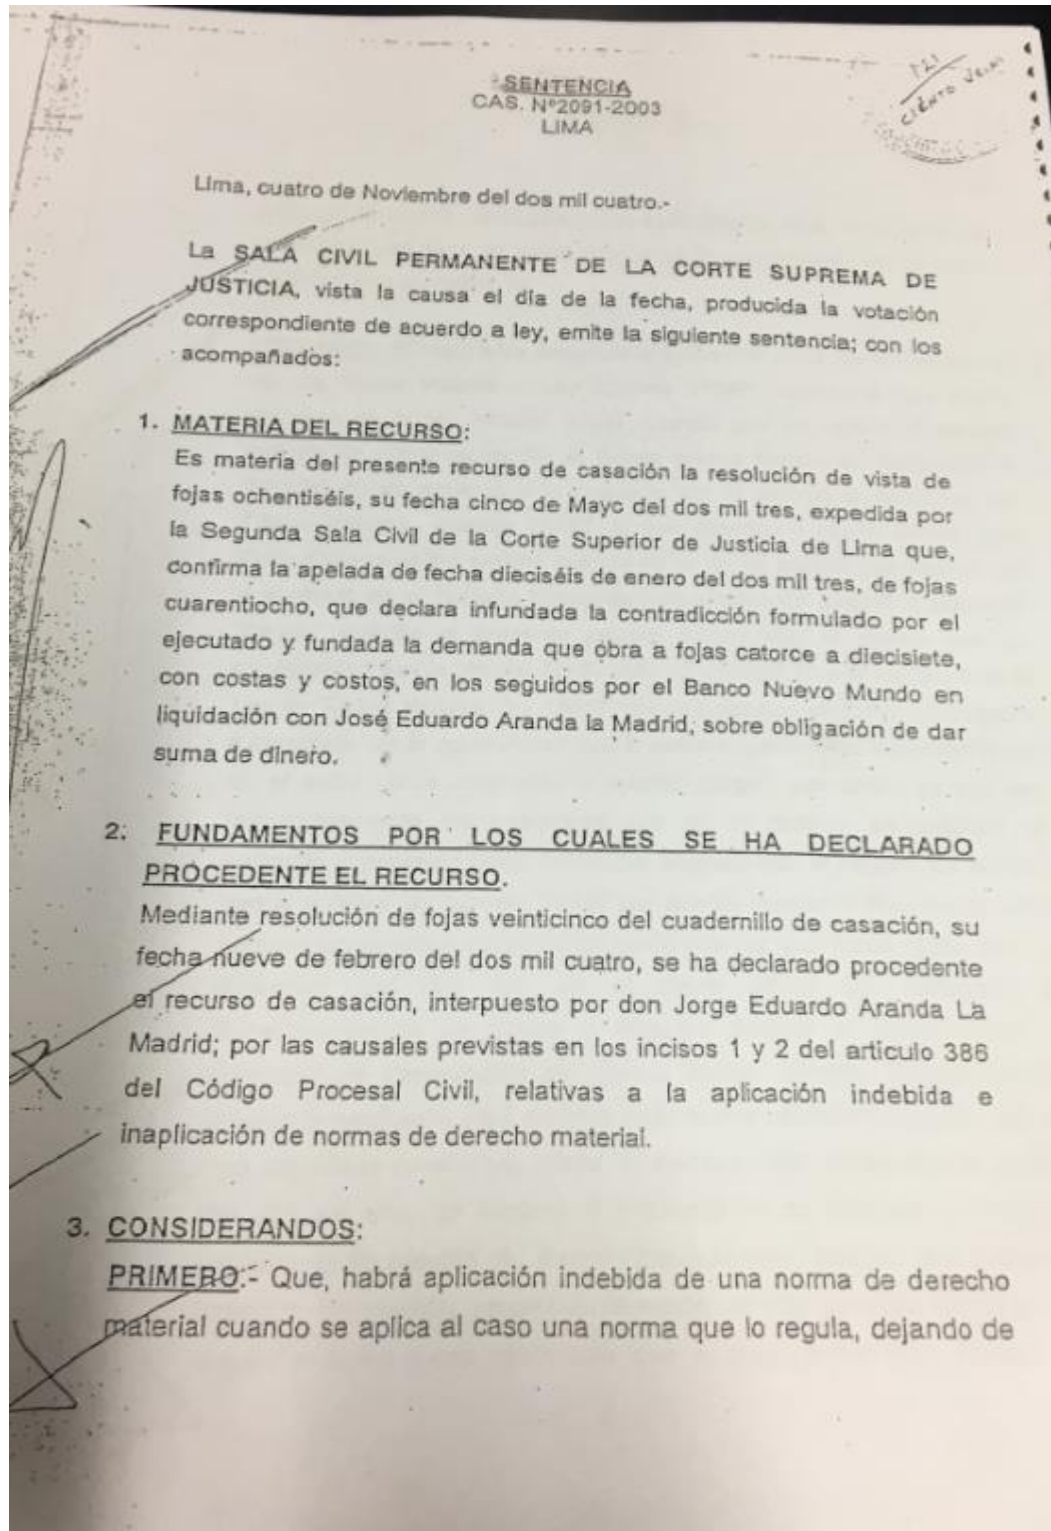 SENTENCIA
CAS. Nº2091-2003
LIMA
CIENTO
Lima, cuatro de Noviembre del dos mil cuatro.-
La SALA CIVIL PERMANENTE DE LA CORTE SUPREMA DE
JUSTICIA, vista la causa el día de la fecha, producida la votación
correspondiente de acuerdo a ley, emite la siguiente sentencia; con los
acompañados:
1. MATERIA DEL RECURSO:
Es materia del presente recurso de casación la resolución de vista de
fojas ochentiséis, su fecha cinco de Mayo del dos mil tres, expedida por
la Segunda Sala Civil de la Corte Superior de Justicia de Lima que,
confirma la apelada de fecha dieciséis de enero del dos mil tres, de fojas
cuarentiocho, que declara infundada la contradicción formulado por el
ejecutado y fundada la demanda que obra a fojas catorce a diecisiete,
con costas y costos, en los seguidos por el Banco Nuevo Mundo en
liquidación con José Eduardo Aranda la Madrid, sobre obligación de dar
suma de dinero.
2. FUNDAMENTOS POR LOS CUALES SE HA DECLARADO
PROCEDENTE EL RECURSO.
Mediante resolución de fojas veinticinco del cuadernillo de casación, su
fecha nueve de febrero del dos mil cuatro, se ha declarado procedente
el recurso de casación, interpuesto por don Jorge Eduardo Aranda La
Madrid; por las causales previstas en los incisos 1 y 2 del articulo 386
del Código Procesal Civil, relativas a la aplicación indebida e
inaplicación de normas de derecho material.
3. CONSIDERANDOS:
PRIMERO.- Que, habrá aplicación indebida de una norma de derecho
material cuando se aplica al caso una norma que lo regula, dejando de